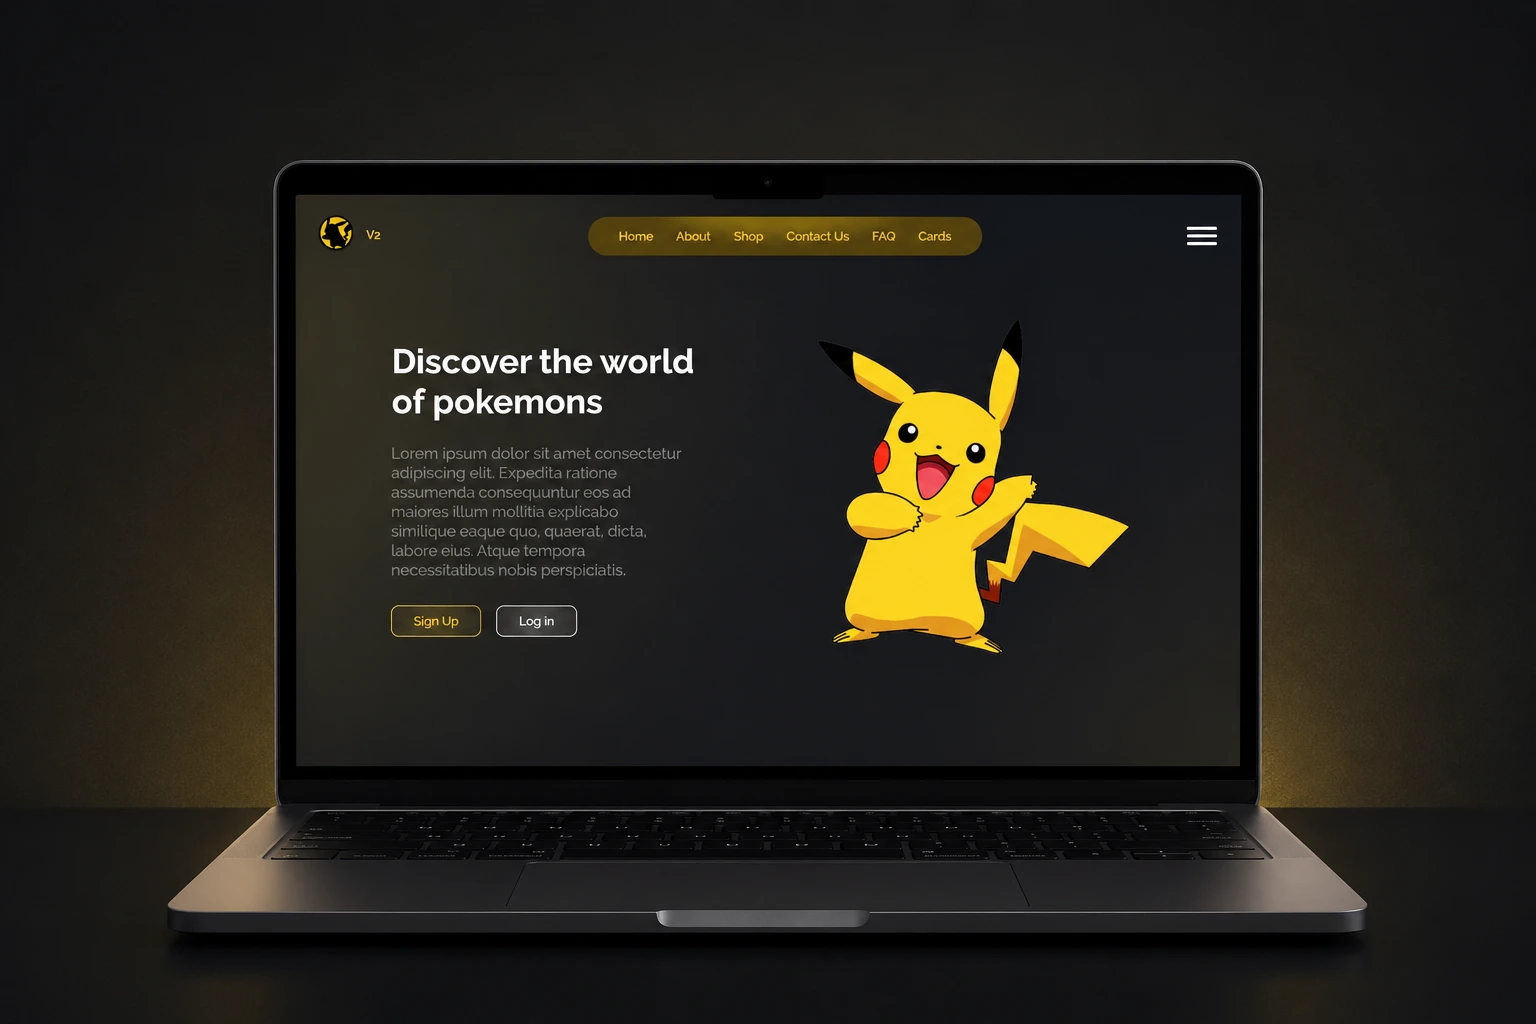 V2
Home About Shop Contact Us FAQ Cards
Discover the world
of pokemons
Lorem ipsum dolor sit amet consectetur
adipiscing elit. Expedita ratione
assumenda consequuntur eos ad
maiores illum mollitia explicabo
similique eaque quo, quaerat, dicta,
labore eius. Atque tempora
necessitatibus nobis perspiciatis.
Sign Up Log in